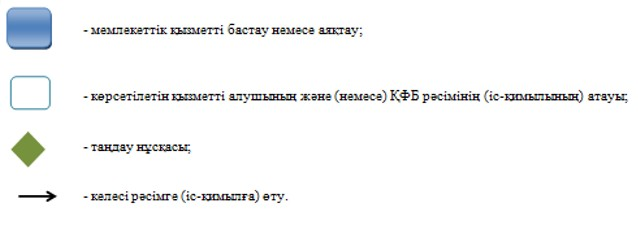 - мемлекеттік қызметті бастау немесе аяқтау;
- көрсетілетін қызметті алушының және (немесе) ҚФБ рәсімінің (іс-қимылының) атауы;
- таңдау нұсқасы;
- келесі рәсімге (іс-қимылға) өту.